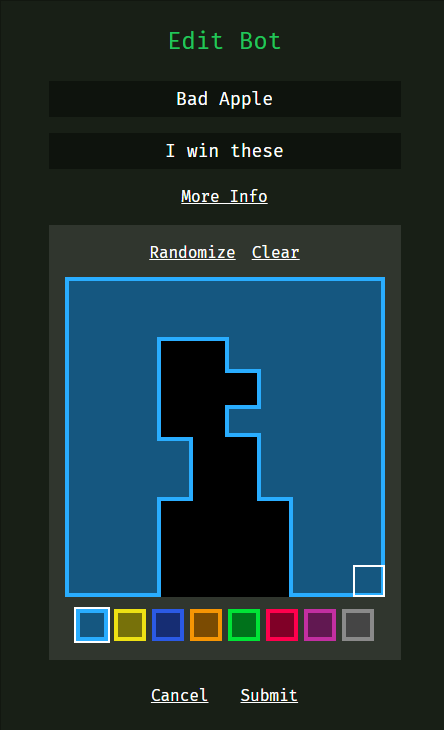 Edit Bot
Bad Apple
I win these
More Info
Randomize Clear
Cancel Submit